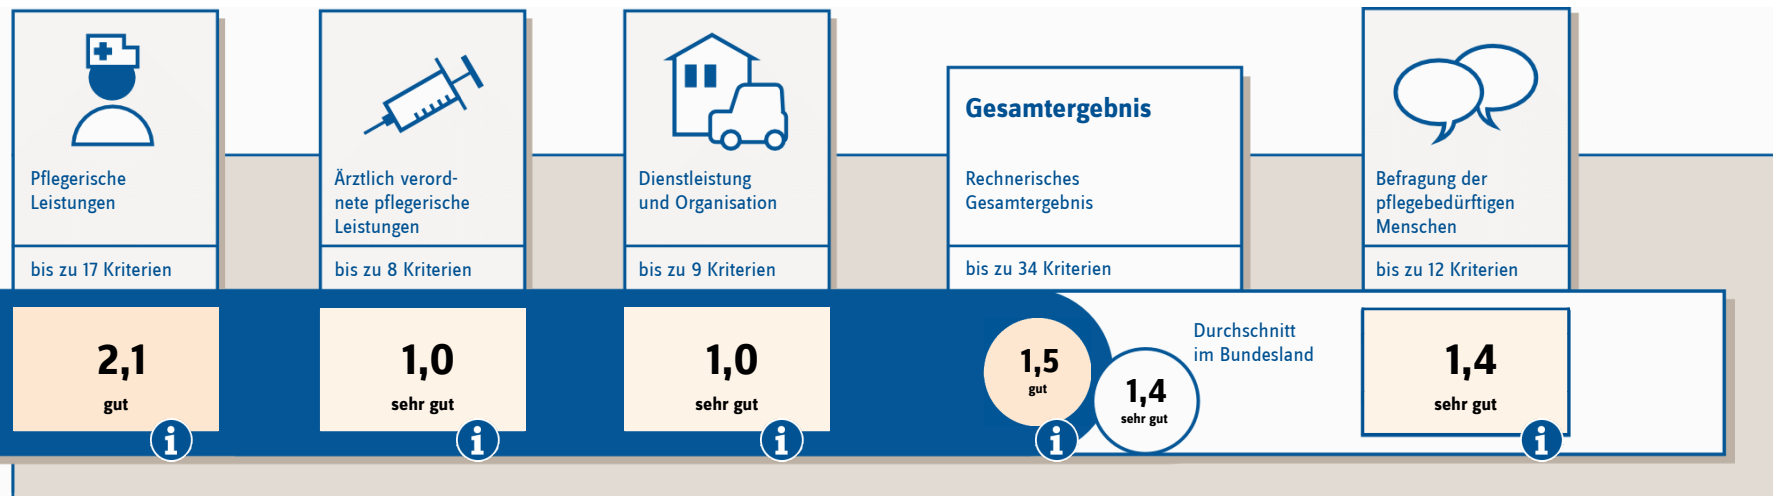 Pflegerische
Leistungen
bis zu 17 Kriterien
2,1
gut
i
Ärztlich verord-
nete pflegerische
Leistungen
bis zu 8 Kriterien
1,0
sehr gut
i
Dienstleistung
und Organisation
bis zu 9 Kriterien
1,0
sehr gut
i
Gesamtergebnis
Rechnerisches
Gesamtergebnis
bis zu 34 Kriterien
1,5
gut
i
Durchschnitt
im Bundesland
1,4
sehr gut
Befragung der
pflegebedürftigen
Menschen
bis zu 12 Kriterien
1,4
sehr gut
i